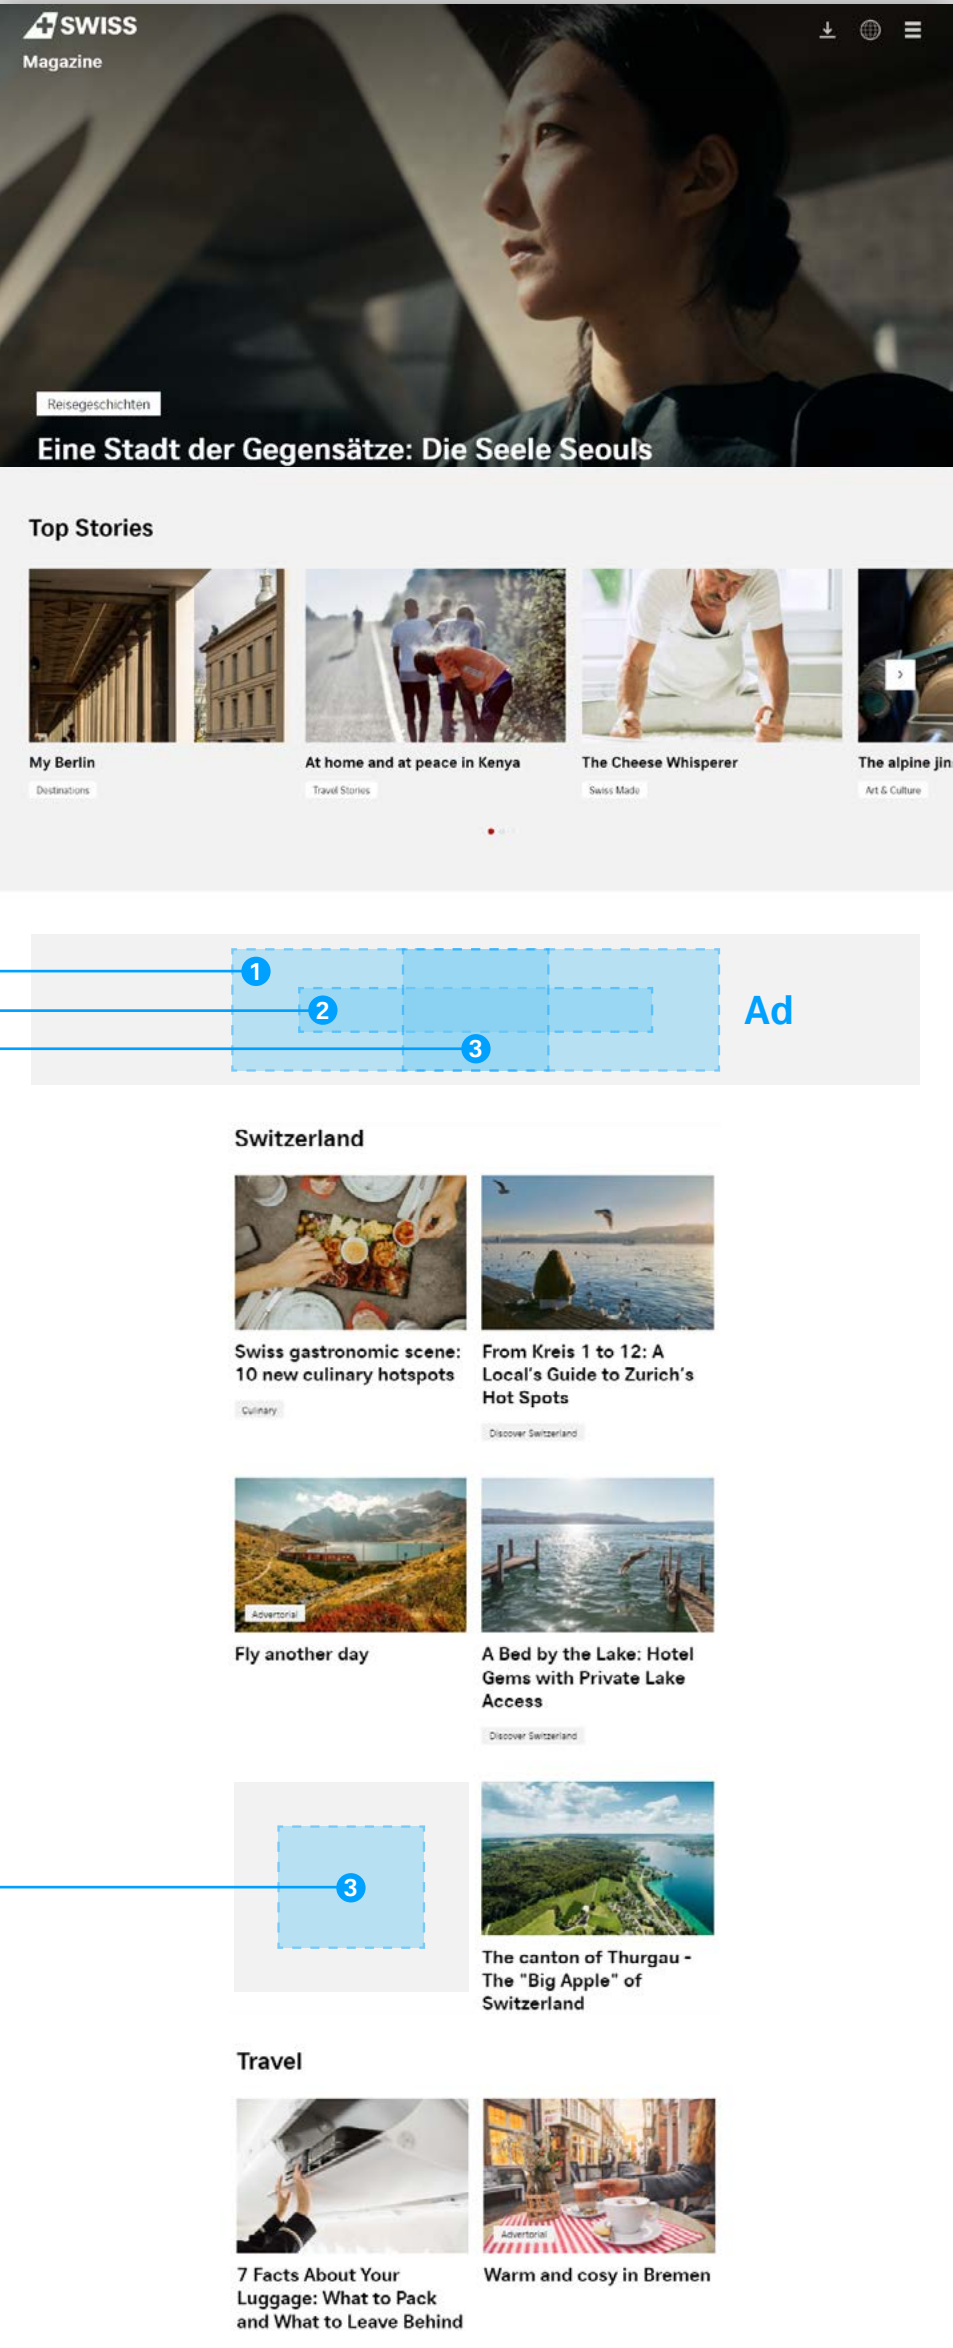 SWISS
Magazine
Reisegeschichten
Eine Stadt der Gegensätze: Die Seele Seouls
Top Stories
My Berlin
Destinations
At home and at peace in Kenya
Travel Stories
The Cheese Whisperer
Swiss Made
The alpine jin
Art & Culture
1
2
3
Ad
Switzerland
Swiss gastronomic scene:
10 new culinary hotspots
Culinary
From Kreis 1 to 12: A
Local's Guide to Zurich's
Hot Spots
Discover Switzerland
Advertorial
Fly another day
A Bed by the Lake: Hotel
Gems with Private Lake
Access
Discover Switzerland
3
The canton of Thurgau -
The "Big Apple" of
Switzerland
Travel
7 Facts About Your
Luggage: What to Pack
and What to Leave Behind
Advertorial
Warm and cosy in Bremen